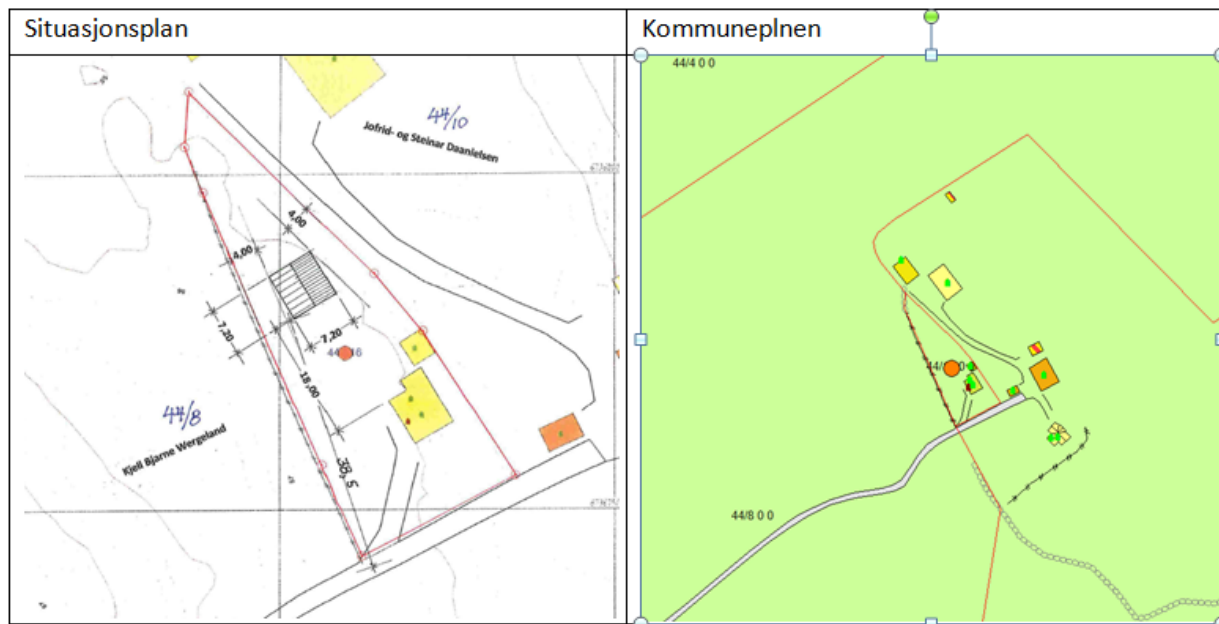 Situasjonsplan
Kommuneplnen
44/10
Jofrid- og Steinar Daanielsen
4,00
4,00
7,20
7,20
18,00
38,5
44/8
Kjell Bjarne Wergeland
44/4 0 0
44/8 0 0